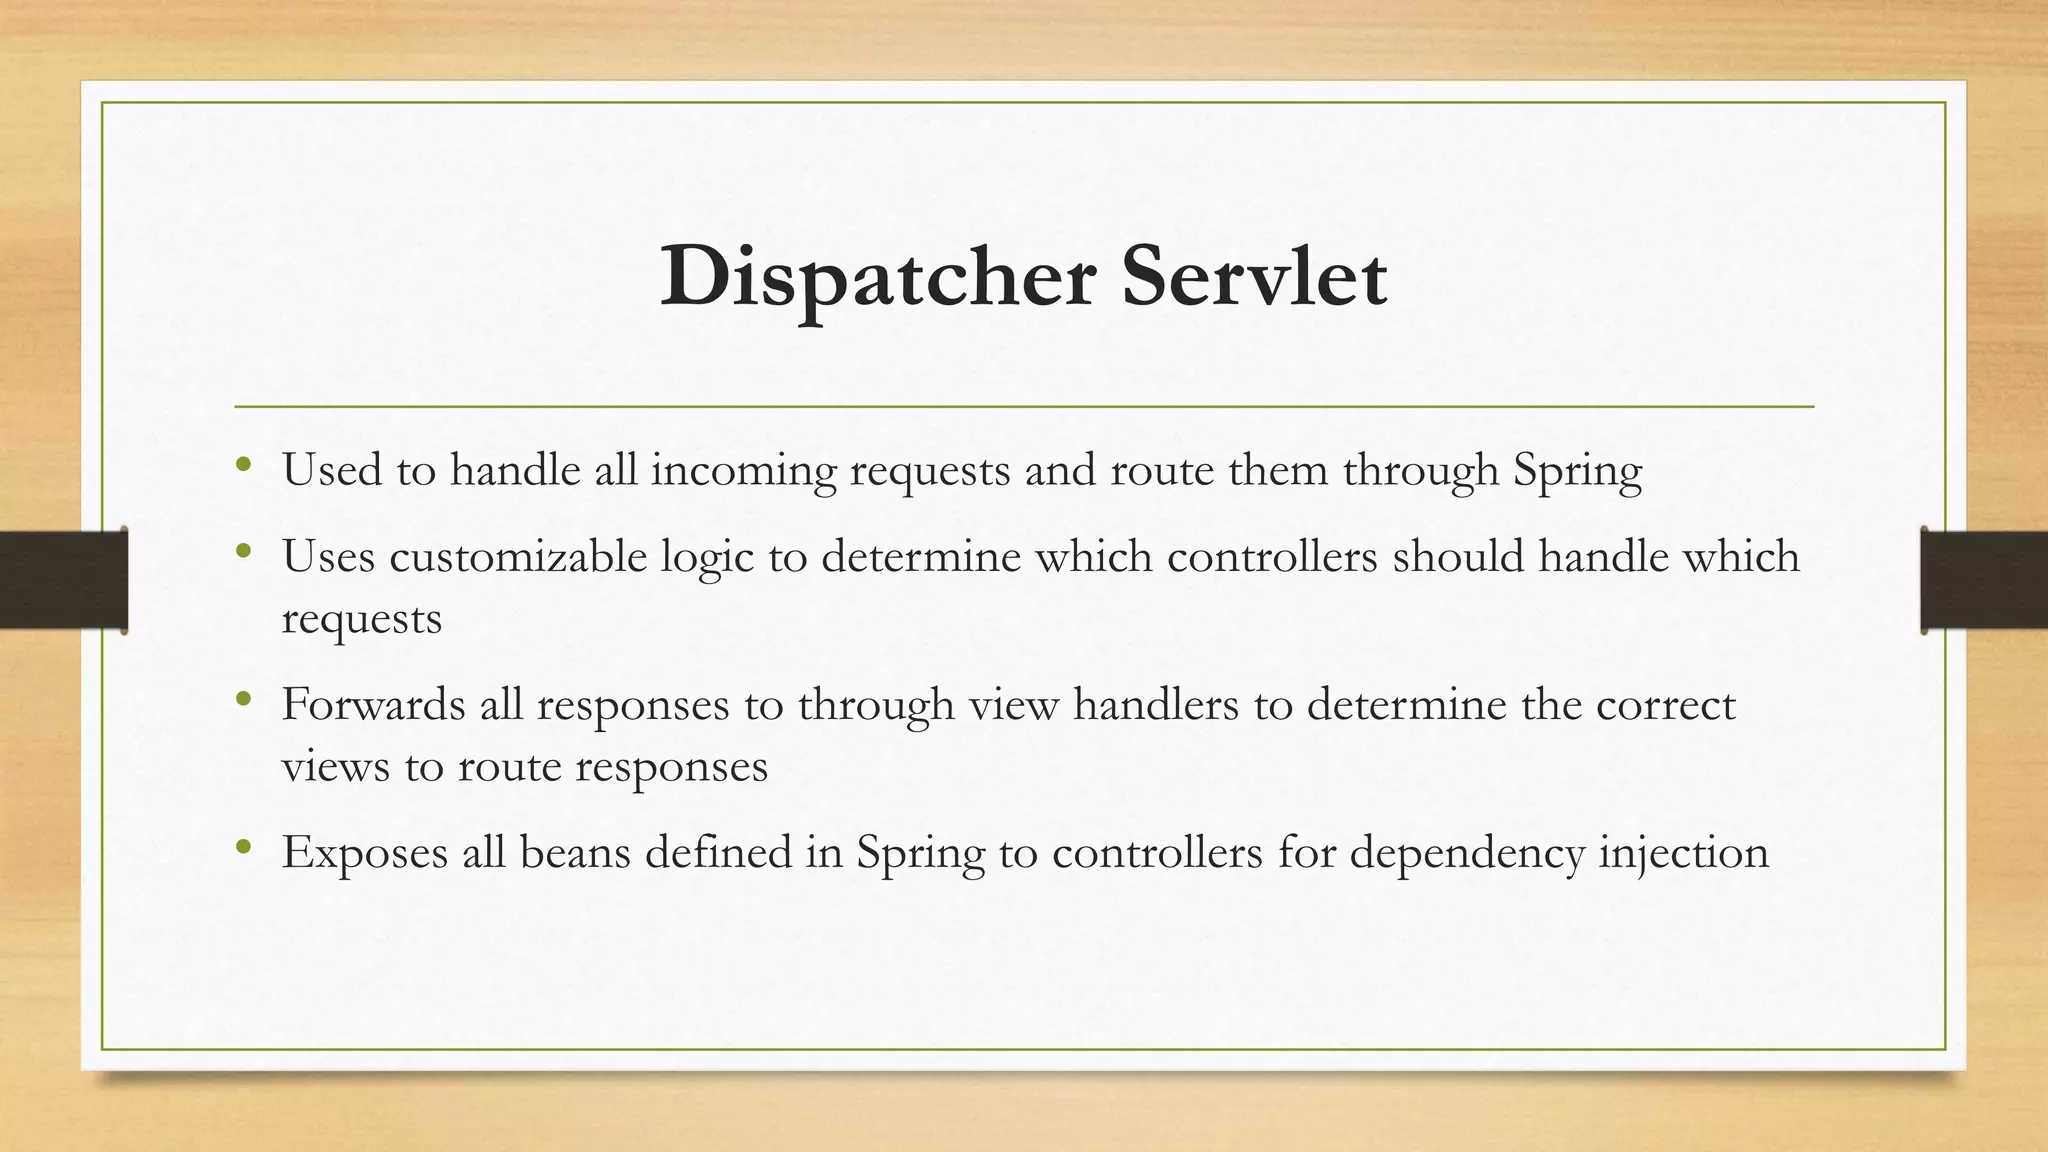 Dispatcher Servlet
• Used to handle all incoming requests and route them through Spring
• Uses customizable logic to determine which controllers should handle which
requests
• Forwards all responses to through view handlers to determine the correct
views to route responses
• Exposes all beans defined in Spring to controllers for dependency injection